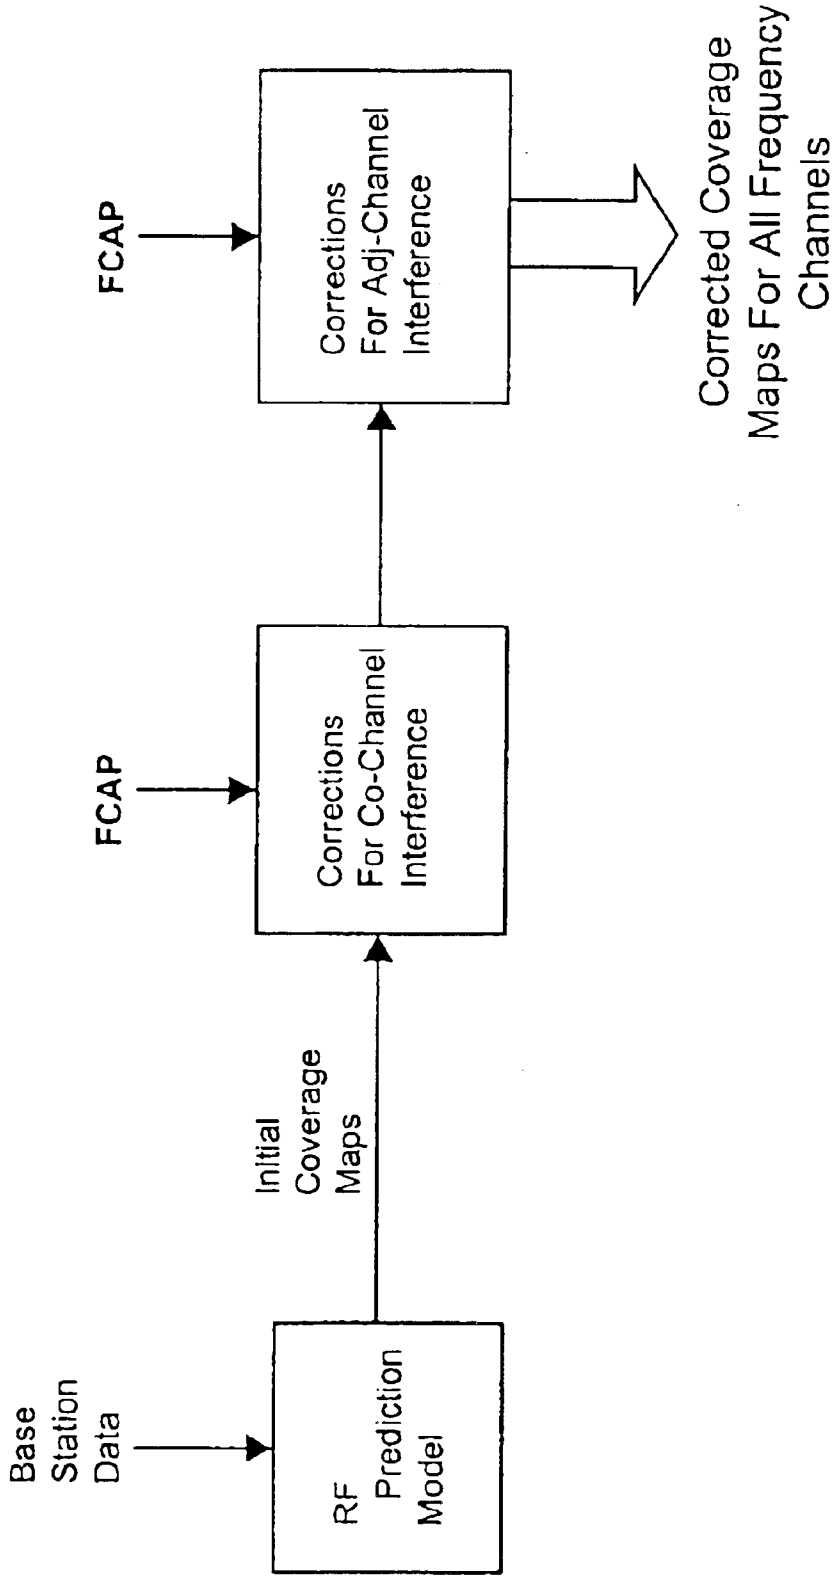 Base
Station
Data
RF
Prediction
Model
Initial
Coverage
Maps
FCAP
Corrections
For Co-Channel
Interference
FCAP
Corrections
For Adj-Channel
Interference
Corrected Coverage
Maps For All Frequency
Channels